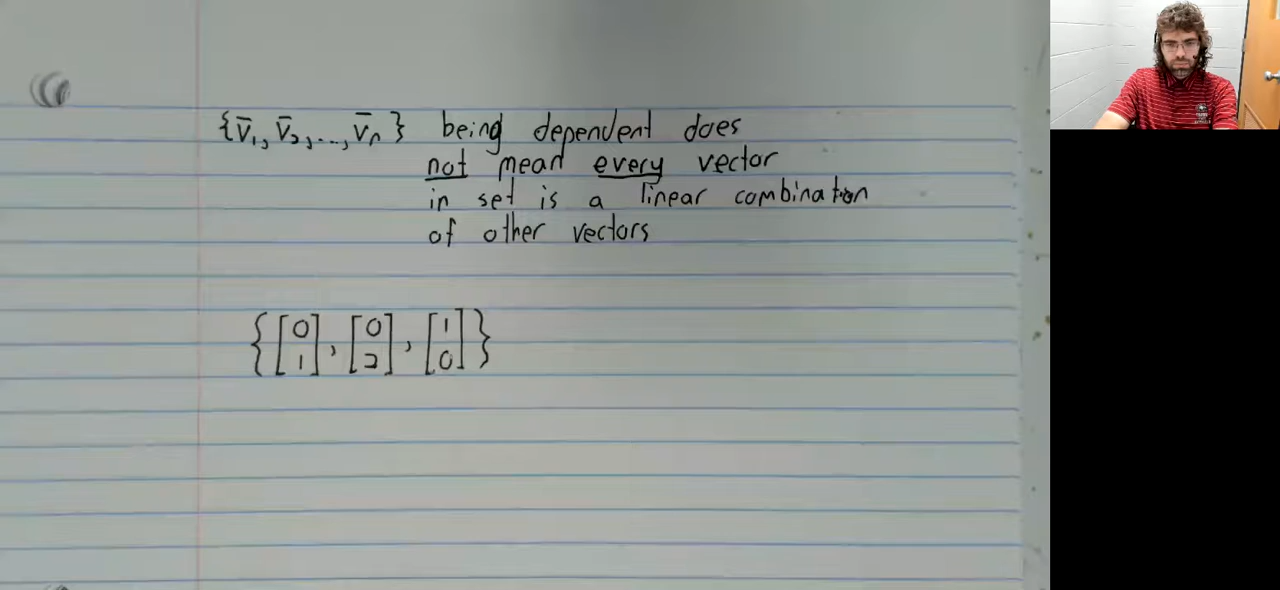 {v̄₁, v̄₂, ..., v̄ₙ} being dependent does
not mean every vector
in set is a linear combination
of other vectors
{[0 1], [0 2], [1 0]}